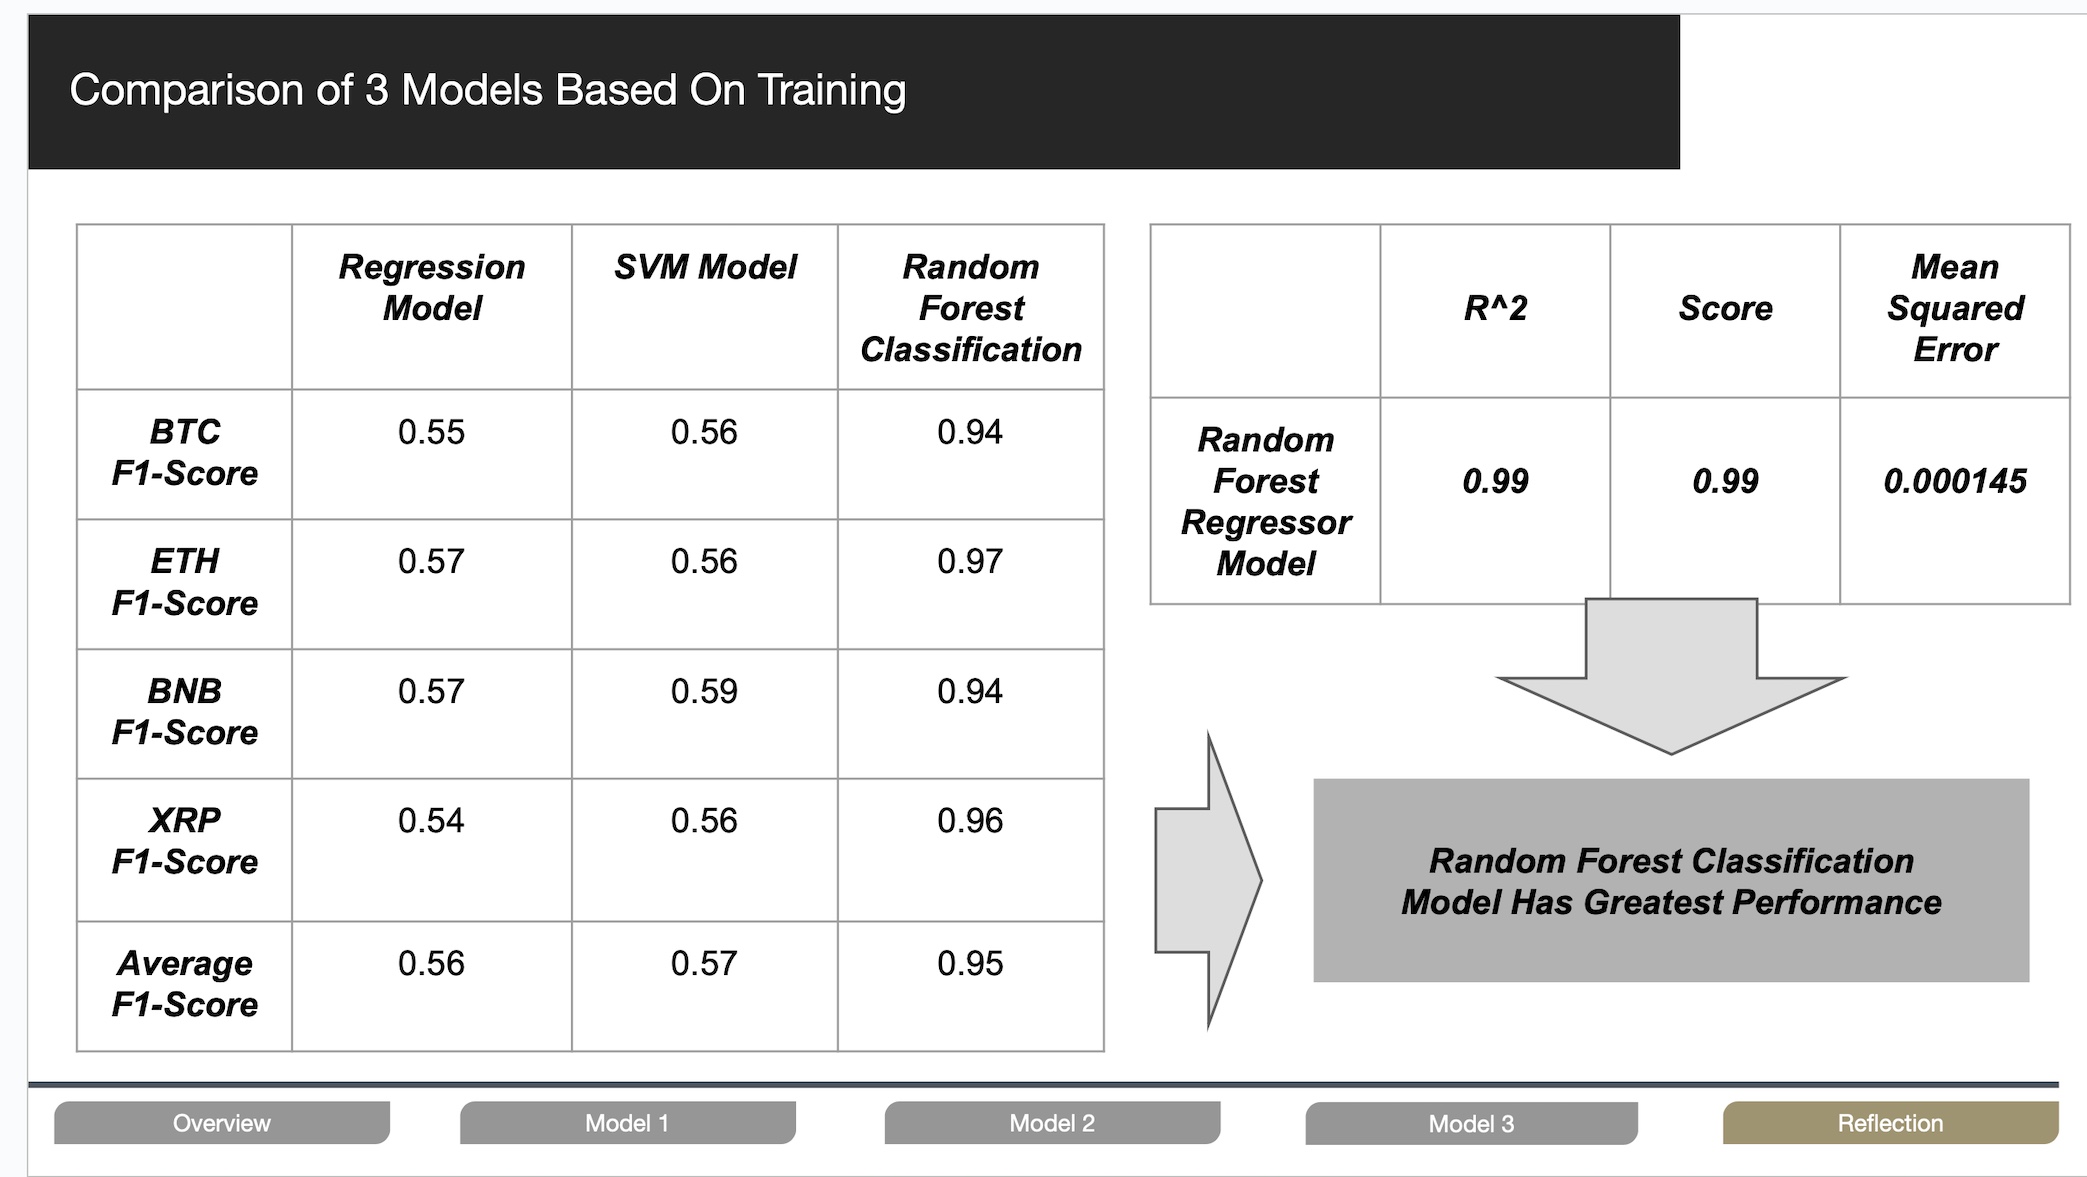 Comparison of 3 Models Based On Training
Regression
Model
SVM Model
Random
Forest
Classification
BTC
F1-Score
0.55
0.56
0.94
ETH
F1-Score
0.57
0.56
0.97
BNB
F1-Score
0.57
0.59
0.94
XRP
F1-Score
0.54
0.56
0.96
Average
F1-Score
0.56
0.57
0.95
R^2
Score
Mean
Squared
Error
Random
Forest
Regressor
Model
0.99
0.99
0.000145
Random Forest Classification
Model Has Greatest Performance
Overview
Model 1
Model 2
Model 3
Reflection